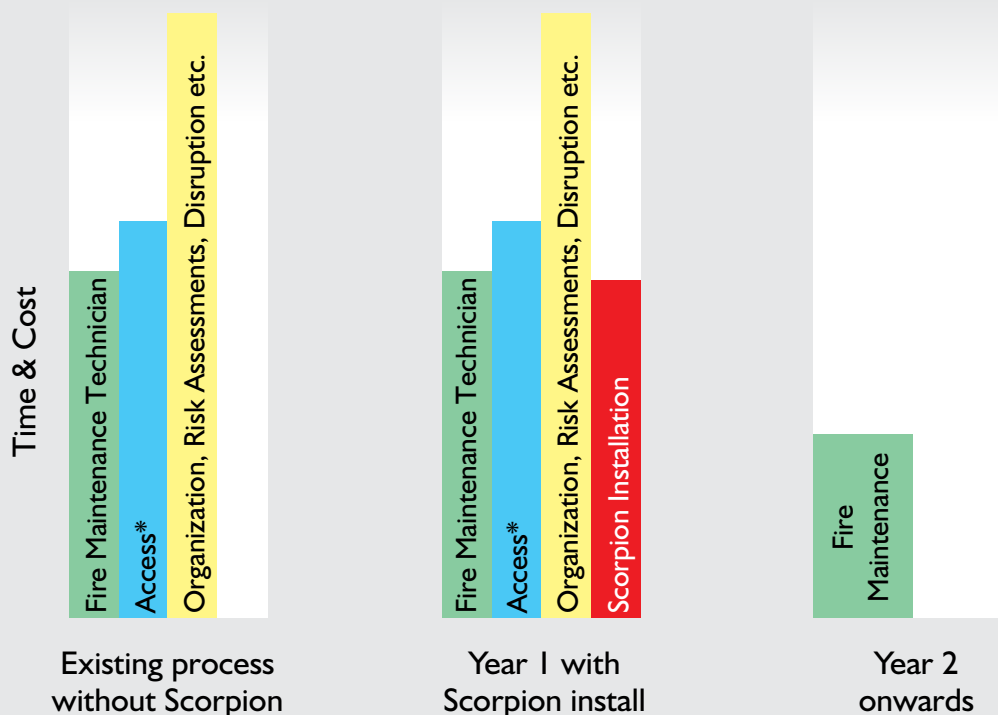 Time & Cost
Fire Maintenance Technician
Access*
Organization, Risk Assessments, Disruption etc.
Existing process
without Scorpion
Fire Maintenance Technician
Access*
Organization, Risk Assessments, Disruption etc.
Scorpion Installation
Year 1 with
Scorpion install
Fire
Maintenance
Year 2
onwards